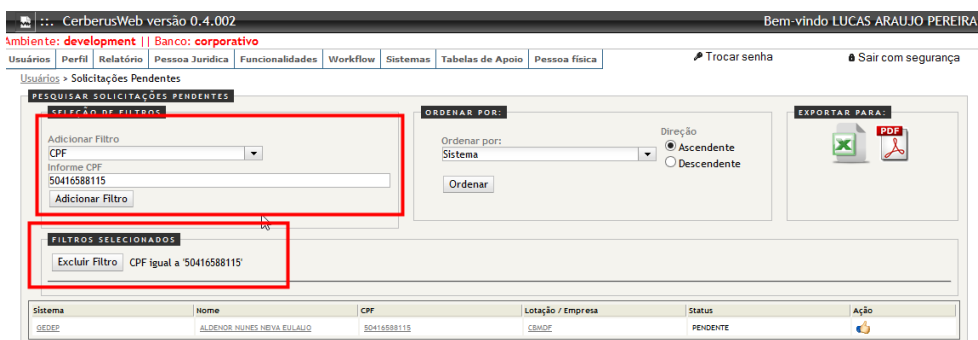 ::. CerberusWeb versão 0.4.002
Bem-vindo LUCAS ARAUJO PEREIRA
Ambiente: development || Banco: corporativo
Usuários Perfil Relatório Pessoa Juridica Funcionalidades Workflow Sistemas Tabelas de Apoio Pessoa física
Trocar senha
Sair com segurança
Usuários > Solicitações Pendentes
PESQUISAR SOLICITAÇÕES PENDENTES
SELEÇÃO DE FILTROS
Adicionar Filtro
CPF
Informe CPF
50416588115
Adicionar Filtro
ORDENAR POR:
Ordenar por:
Sistema
Direção
Ascendente
Descendente
Ordenar
EXPORTAR PARA:
PDF
FILTROS SELECIONADOS
Excluir Filtro CPF igual a '50416588115'
Sistema Nome CPF Lotação / Empresa Status Ação
GEDEP ALDENOR NUNES NEIVA EULALIO 50416588115 CBMDF PENDENTE